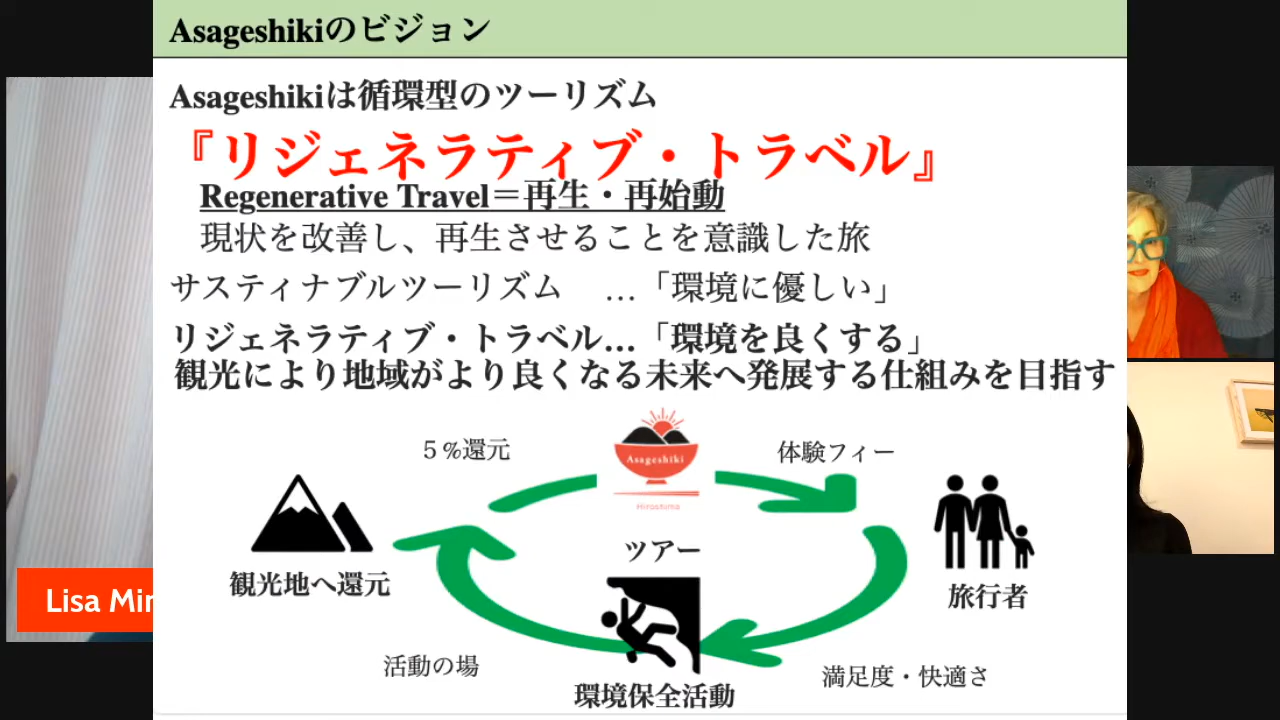 Asageshikiのビジョン
Asageshikiは循環型のツーリズム
『リジェネラティブ・トラベル』
Regenerative Travel＝再生・再始動
現状を改善し、再生させることを意識した旅
サスティナブルツーリズム　…「環境に優しい」
リジェネラティブ・トラベル…「環境を良くする」
観光により地域がより良くなる未来へ発展する仕組みを目指す
５%還元
Asageshiki
Hiroshima
体験フィー
ツアー
観光地へ還元
旅行者
Lisa Mir
活動の場
満足度・快適さ
環境保全活動